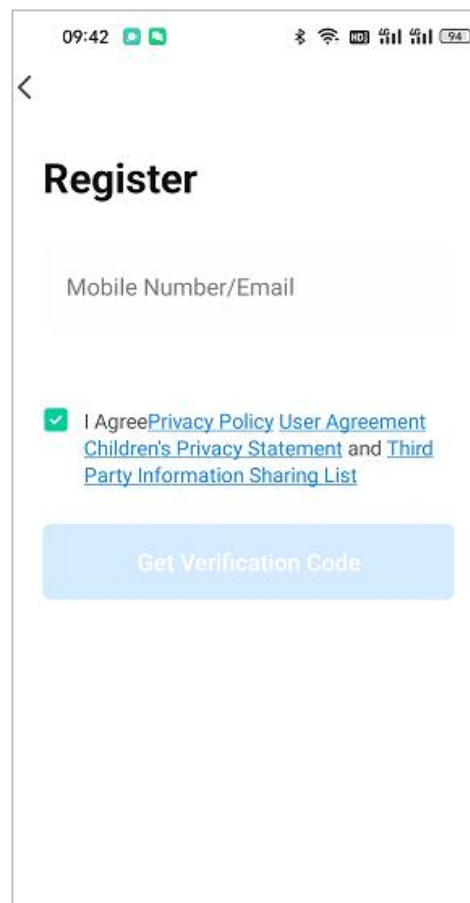 09:42
94
Register
Mobile Number/Email
I AgreePrivacy Policy User Agreement
Children's Privacy Statement and Third
Party Information Sharing List
Get Verification Code